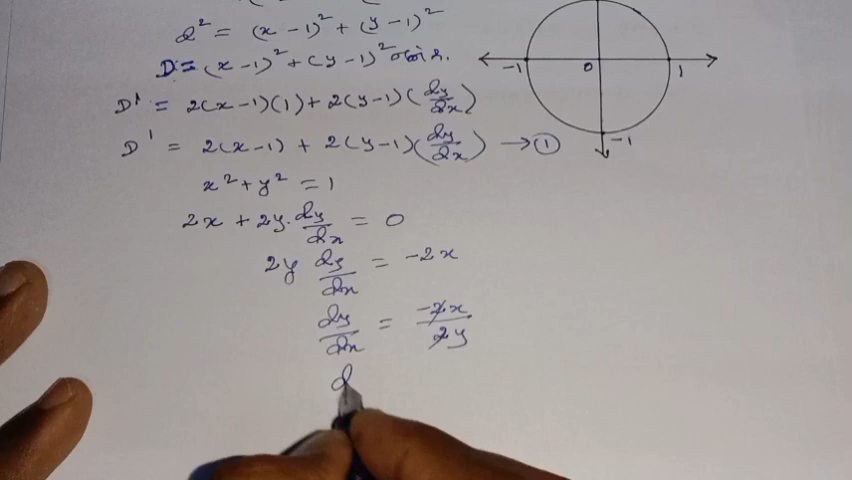 d² = (x - 1)² + (y - 1)²
D = (x - 1)² + (y - 1)²
D' = 2(x-1)(1) + 2(y-1)(dy/dx)
D' = 2(x-1) + 2(y-1)(dy/dx) → ①
x² + y² = 1
2x + 2y. dy/dx = 0
2y dy/dx = -2x
dy/dx = -2x/2y
d
-1 0 1
-1